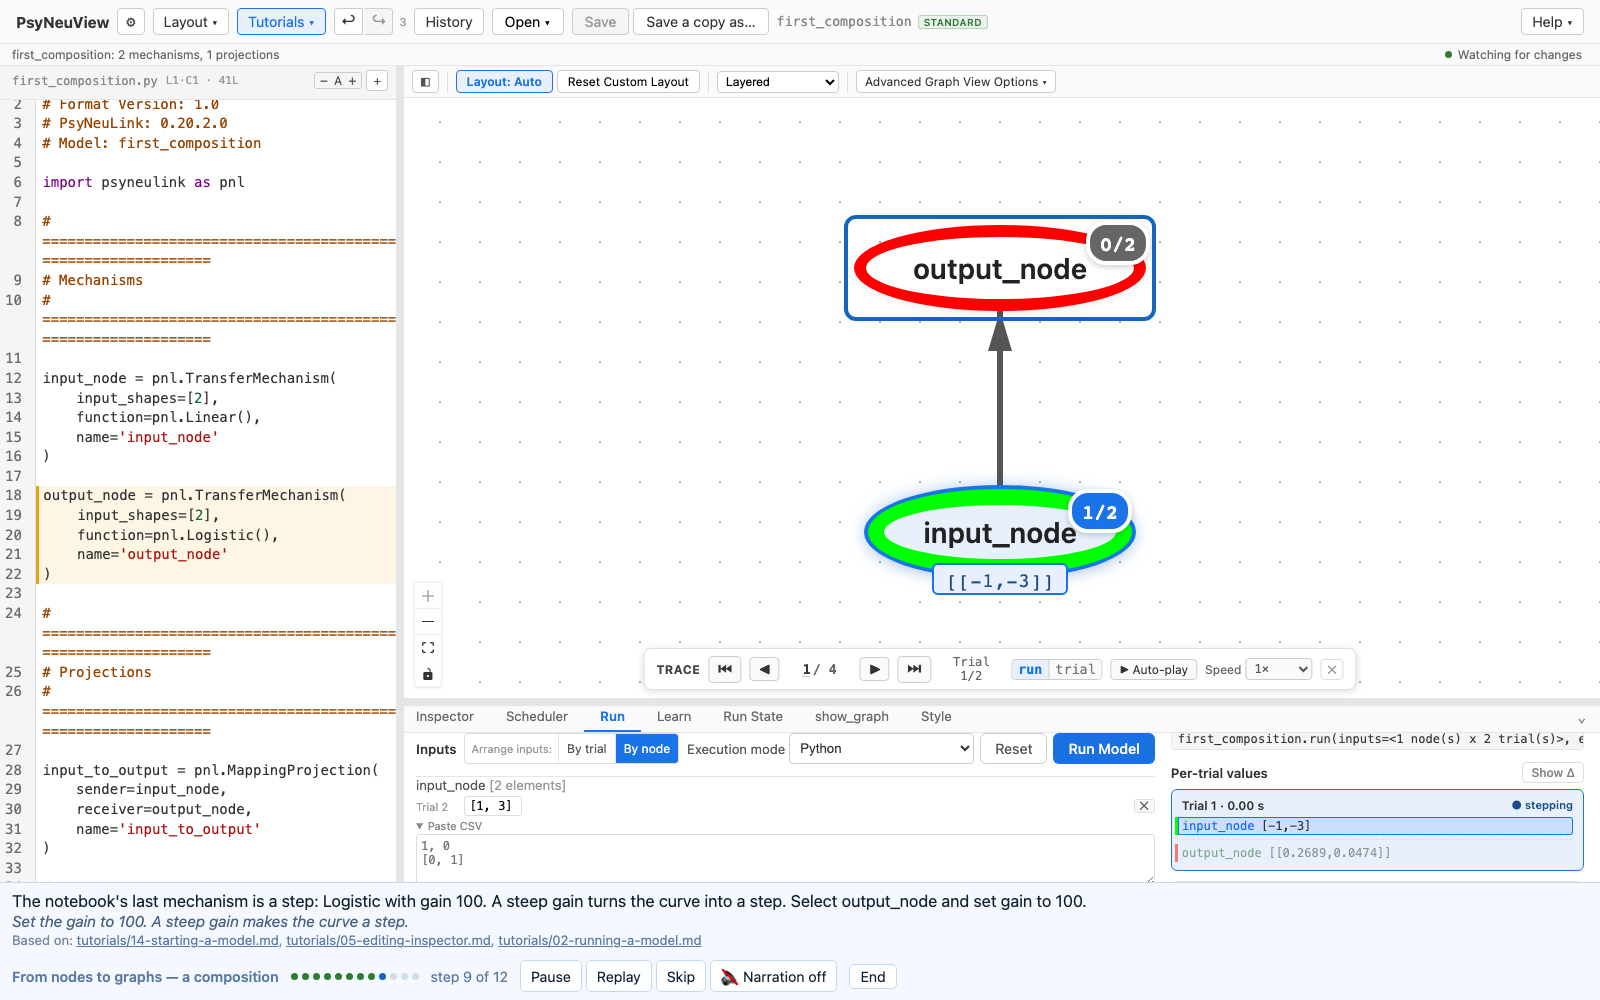 PsyNeuView ⚙ Layout ▾ Tutorials ▾ ↩ ↪ 3 History Open ▾ Save Save a copy as... first_composition STANDARD Help ▾
first_composition: 2 mechanisms, 1 projections Watching for changes
first_composition.py L1·C1 · 41L − A + +
Layout: Auto Reset Custom Layout Layered Advanced Graph View Options ▾
2 # Format Version: 1.0
3 # PsyNeuLink: 0.20.2.0
4 # Model: first_composition
5
6 import psyneulink as pnl
7
8 #
==========================================
====================
9 # Mechanisms
10 #
==========================================
====================
11
12 input_node = pnl.TransferMechanism(
13 input_shapes=[2],
14 function=pnl.Linear(),
15 name='input_node'
16 )
17
18 output_node = pnl.TransferMechanism(
19 input_shapes=[2],
20 function=pnl.Logistic(),
21 name='output_node'
22 )
23
24 #
==========================================
====================
25 # Projections
26 #
==========================================
====================
27
28 input_to_output = pnl.MappingProjection(
29 sender=input_node,
30 receiver=output_node,
31 name='input_to_output'
32 )
33
0/2
output_node
1/2
input_node
[[-1,-3]]
TRACE ⏮ ◀ 1 / 4 ▶ ⏭ Trial 1/2 run trial ▶ Auto-play Speed 1× ✕
Inspector Scheduler Run Learn Run State show_graph Style
Inputs Arrange inputs: By trial By node Execution mode Python Reset Run Model
input_node [2 elements]
Trial 2 [1, 3] ✕
▼ Paste CSV
1, 0
[0, 1]
first_composition.run(inputs=<1 node(s) x 2 trial(s)>, e
Per-trial values Show Δ
Trial 1 · 0.00 s ● stepping
input_node [−1,−3]
output_node [[0.2689,0.0474]]
The notebook's last mechanism is a step: Logistic with gain 100. A steep gain turns the curve into a step. Select output_node and set gain to 100.
Set the gain to 100. A steep gain makes the curve a step.
Based on: tutorials/14-starting-a-model.md, tutorials/05-editing-inspector.md, tutorials/02-running-a-model.md
From nodes to graphs — a composition step 9 of 12 Pause Replay Skip Narration off End